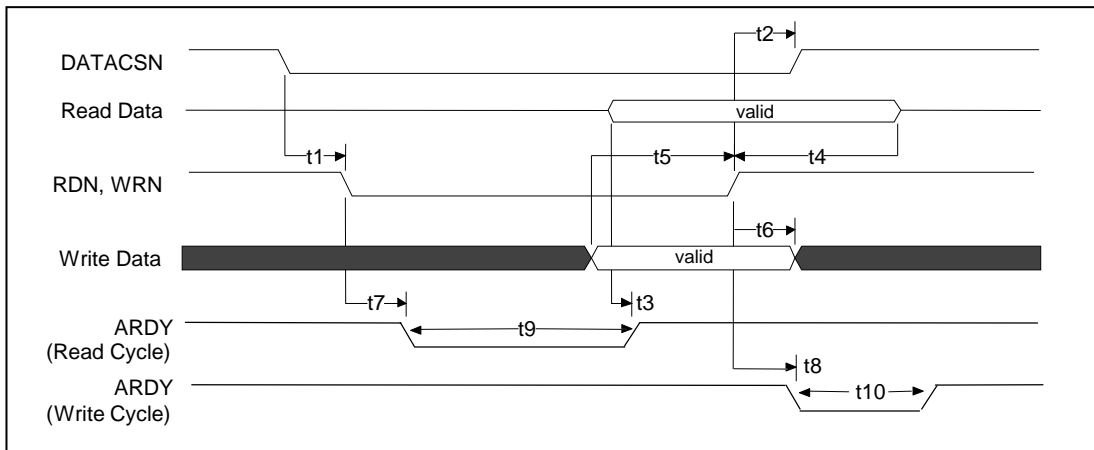 t2
DATACSN
Read Data
valid
t1
t5
t4
RDN, WRN
t6
Write Data
valid
t7
t3
ARDY
(Read Cycle)
t9
t8
ARDY
(Write Cycle)
t10